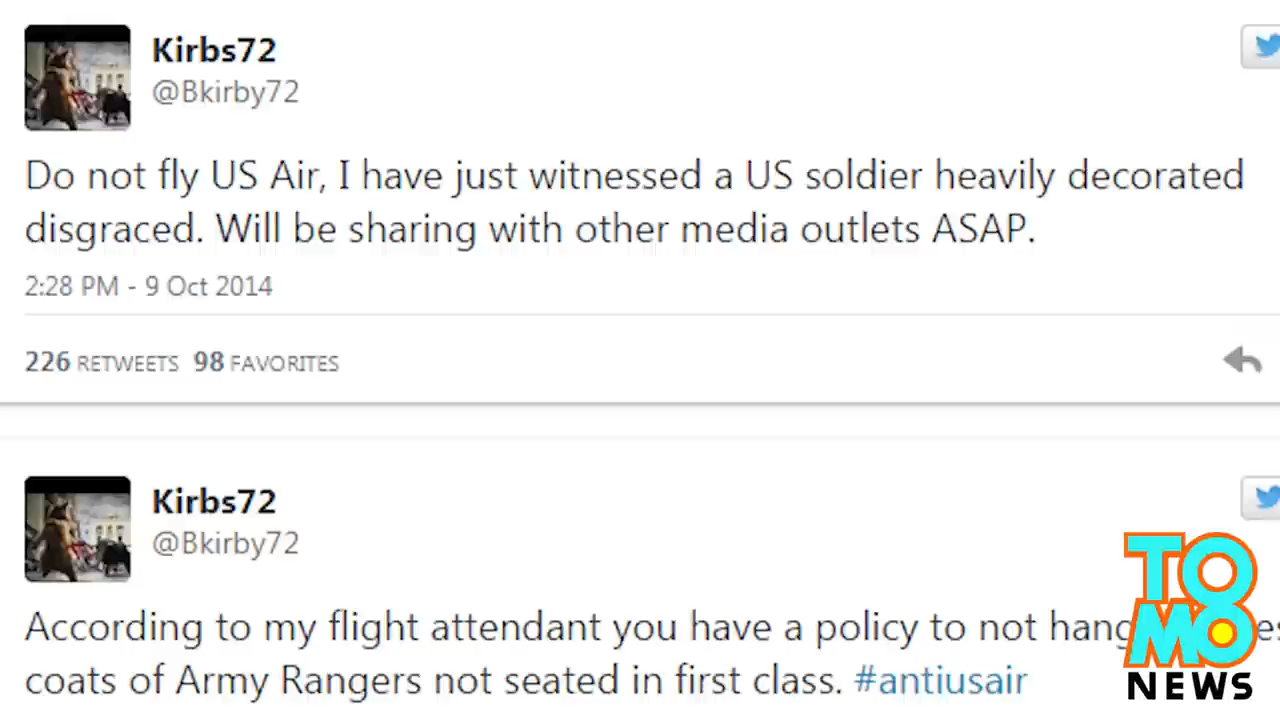 Kirbs72
@Bkirby72
Do not fly US Air, I have just witnessed a US soldier heavily decorated
disgraced. Will be sharing with other media outlets ASAP.
2:28 PM - 9 Oct 2014
226 RETWEETS 98 FAVORITES
Kirbs72
@Bkirby72
According to my flight attendant you have a policy to not hang
coats of Army Rangers not seated in first class. #antiusair
TOMO
NEWS